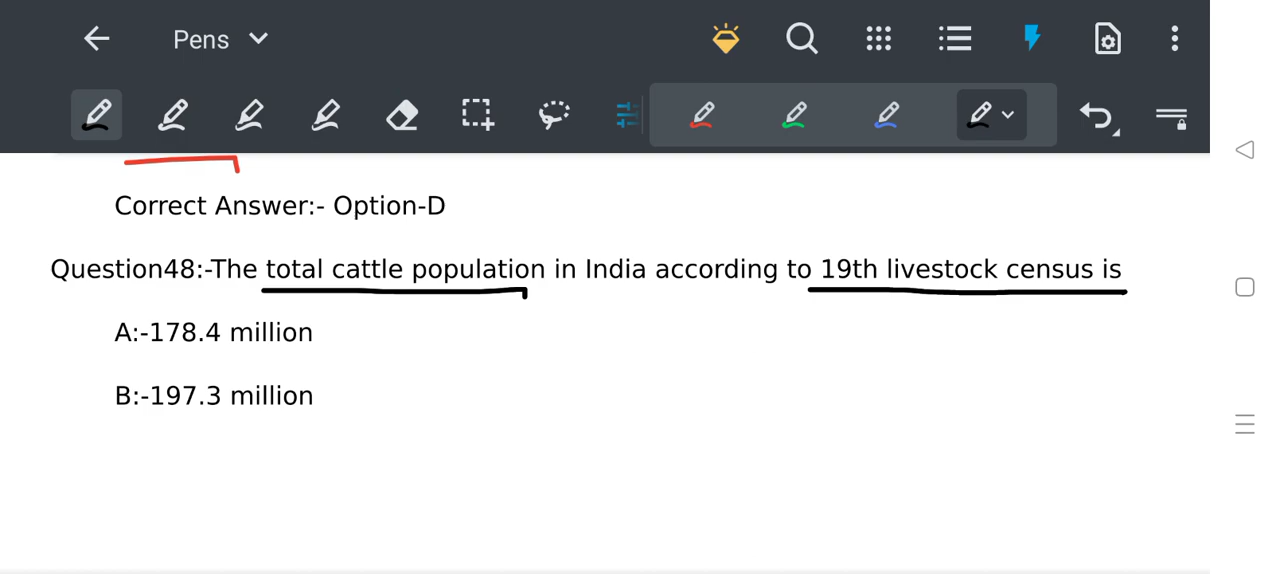 Pens
Correct Answer:- Option-D
Question48:-The total cattle population in India according to 19th livestock census is
A:-178.4 million
B:-197.3 million